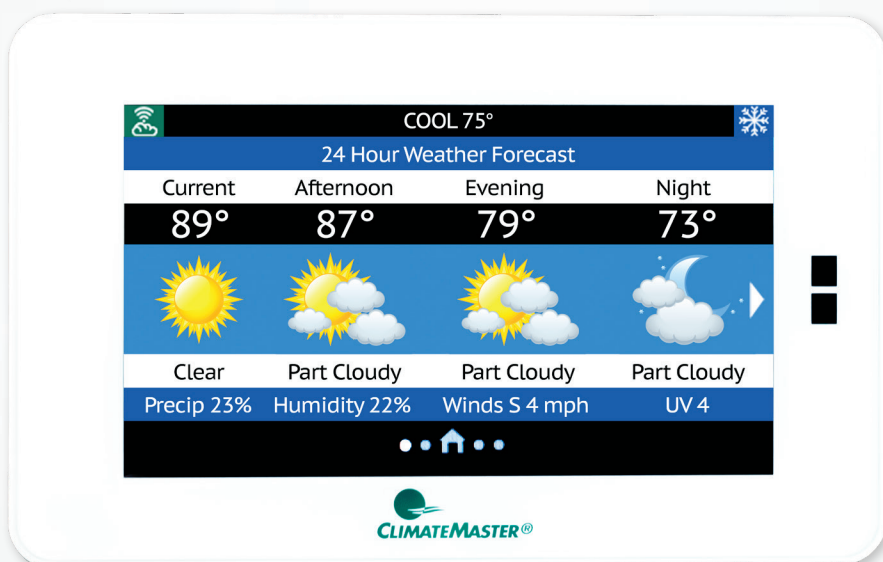 COOL 75°
24 Hour Weather Forecast
Current Afternoon Evening Night
89° 87° 79° 73°
Clear Part Cloudy Part Cloudy Part Cloudy
Precip 23% Humidity 22% Winds S 4 mph UV 4
CLIMATEMASTER®